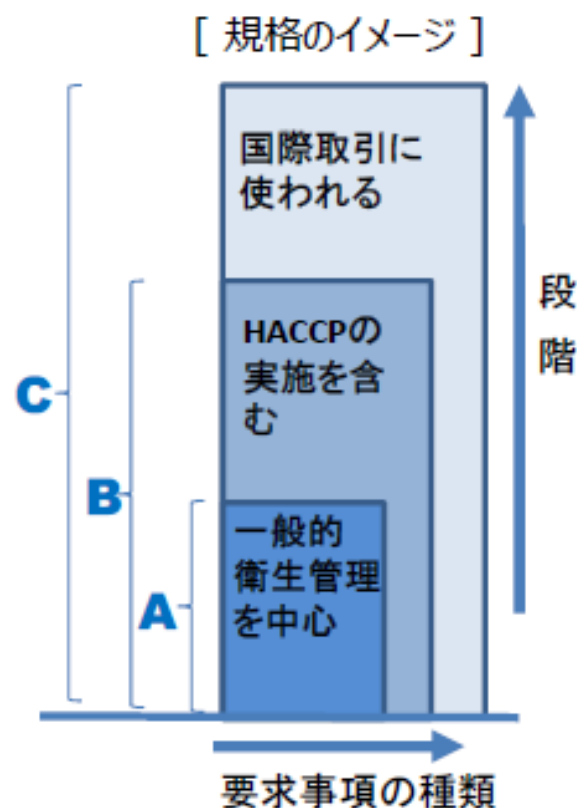 [ 規格のイメージ ]
国際取引に
使われる
段
階
HACCPの
実施を含
む
C
B
一般的
衛生管理
を中心
A
要求事項の種類